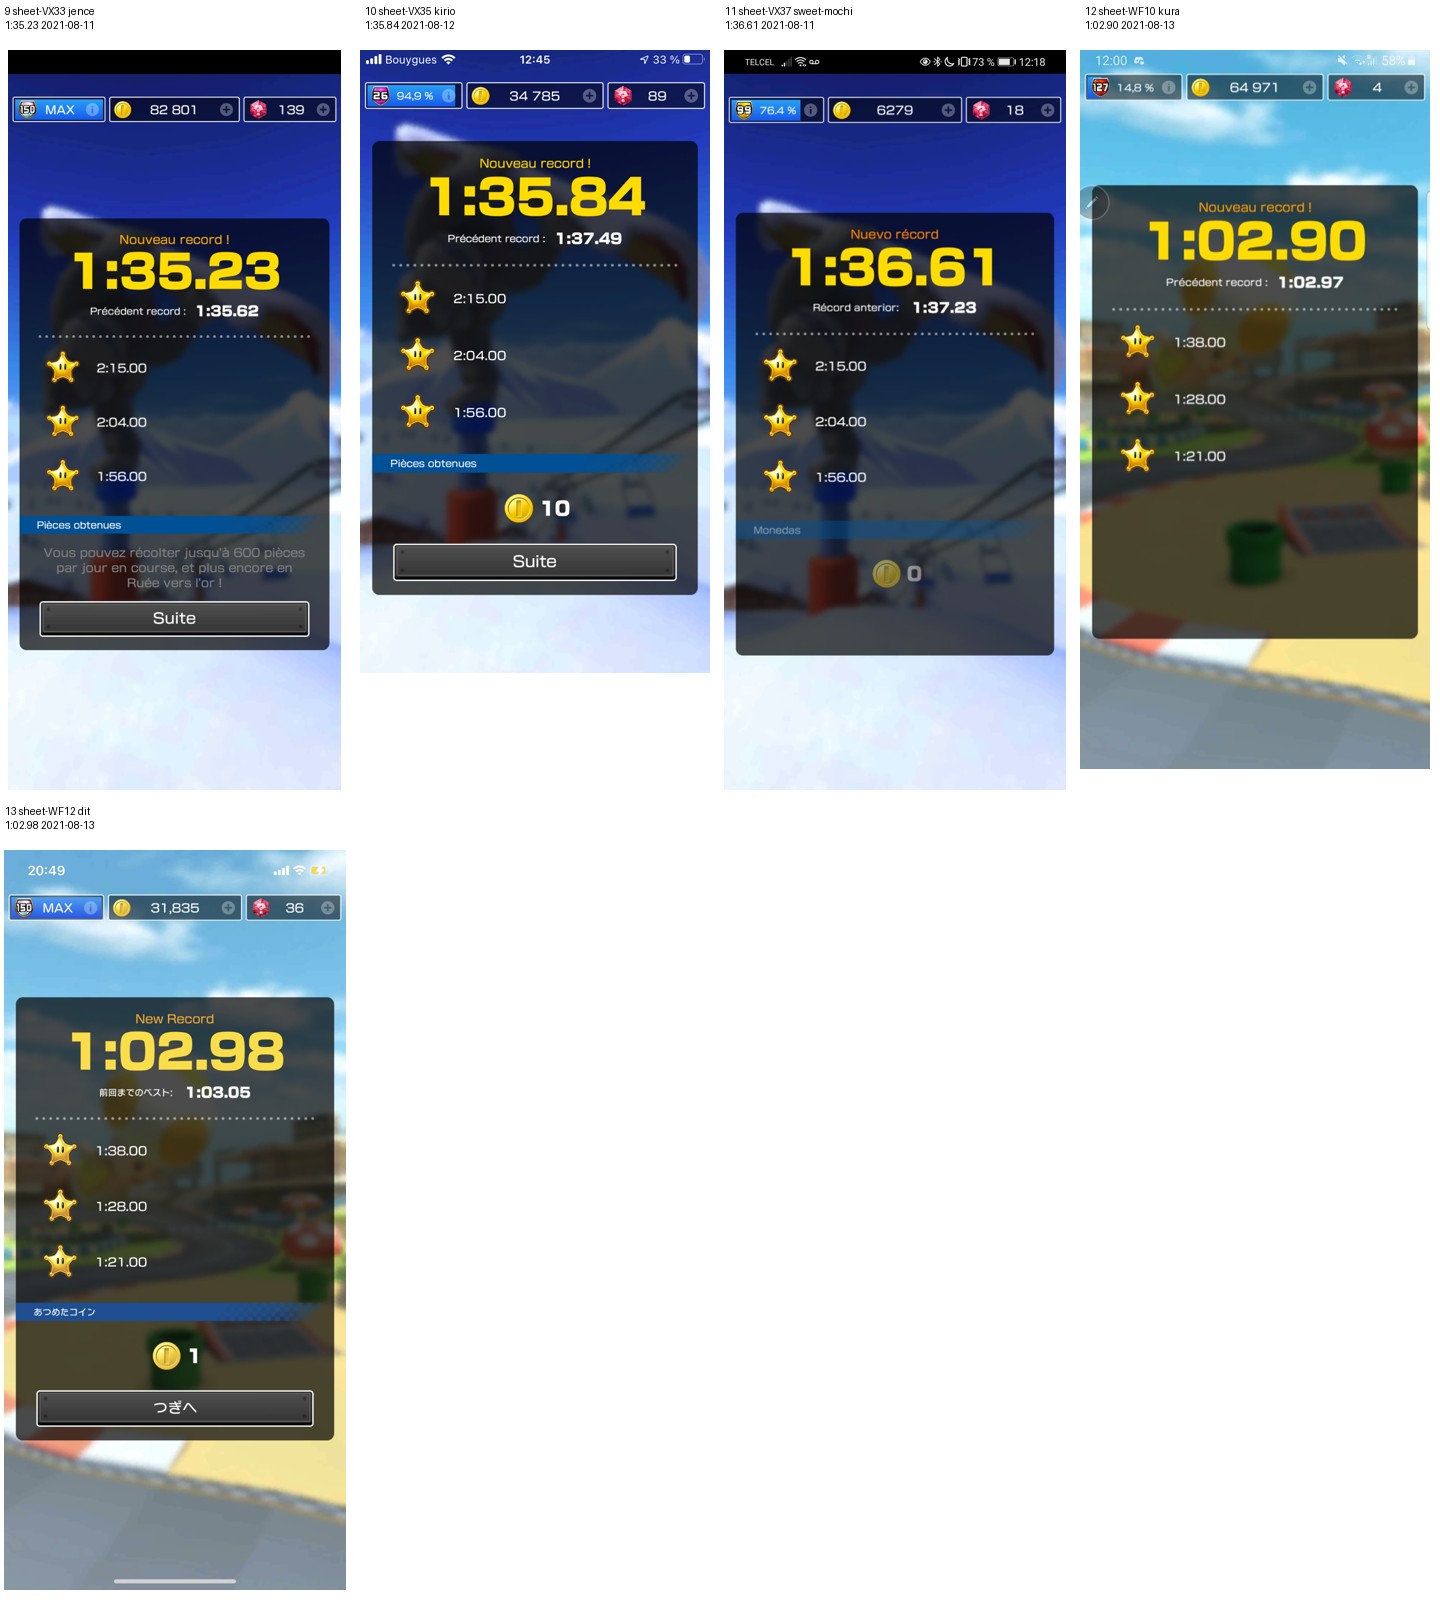 9 sheet-VX33 jence
1:35.23 2021-08-11
150 MAX i 82 801 139
Nouveau record !
1:35.23
Précédent record : 1:35.62
2:15.00
2:04.00
1:56.00
Pièces obtenues
Vous pouvez récolter jusqu'à 600 pièces
par jour en course, et plus encore en
Ruée vers l'or !
Suite
10 sheet-VX35 kirio
1:35.84 2021-08-12
Bouygues 12:45 33 %
26 94,9 % i 34 785 89
Nouveau record !
1:35.84
Précédent record : 1:37.49
2:15.00
2:04.00
1:56.00
Pièces obtenues
10
Suite
11 sheet-VX37 sweet-mochi
1:36.61 2021-08-11
TELCEL 73 % 12:18
99 76.4 % i 6279 18
Nuevo récord
1:36.61
Récord anterior: 1:37.23
2:15.00
2:04.00
1:56.00
Monedas
0
12 sheet-WF10 kura
1:02.90 2021-08-13
12:00 58%
127 14,8 % i 64 971 4
Nouveau record !
1:02.90
Précédent record : 1:02.97
1:38.00
1:28.00
1:21.00
13 sheet-WF12 dit
1:02.98 2021-08-13
20:49
150 MAX i 31,835 36
New Record
1:02.98
前回までのベスト: 1:03.05
1:38.00
1:28.00
1:21.00
あつめたコイン
1
つぎへ